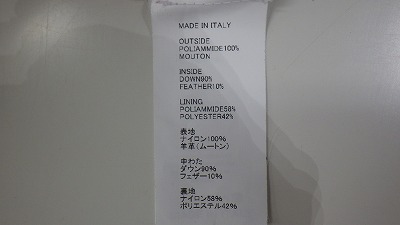 MADE IN ITALY
OUTSIDE
POLIAMMIDE100%
MOUTON
INSIDE
DOWN90%
FEATHER10%
LINING
POLIAMMIDE58%
POLYESTER42%
表地
ナイロン100%
羊革(ムートン)
中わた
ダウン90%
フェザー10%
裏地
ナイロン58%
ポリエステル42%